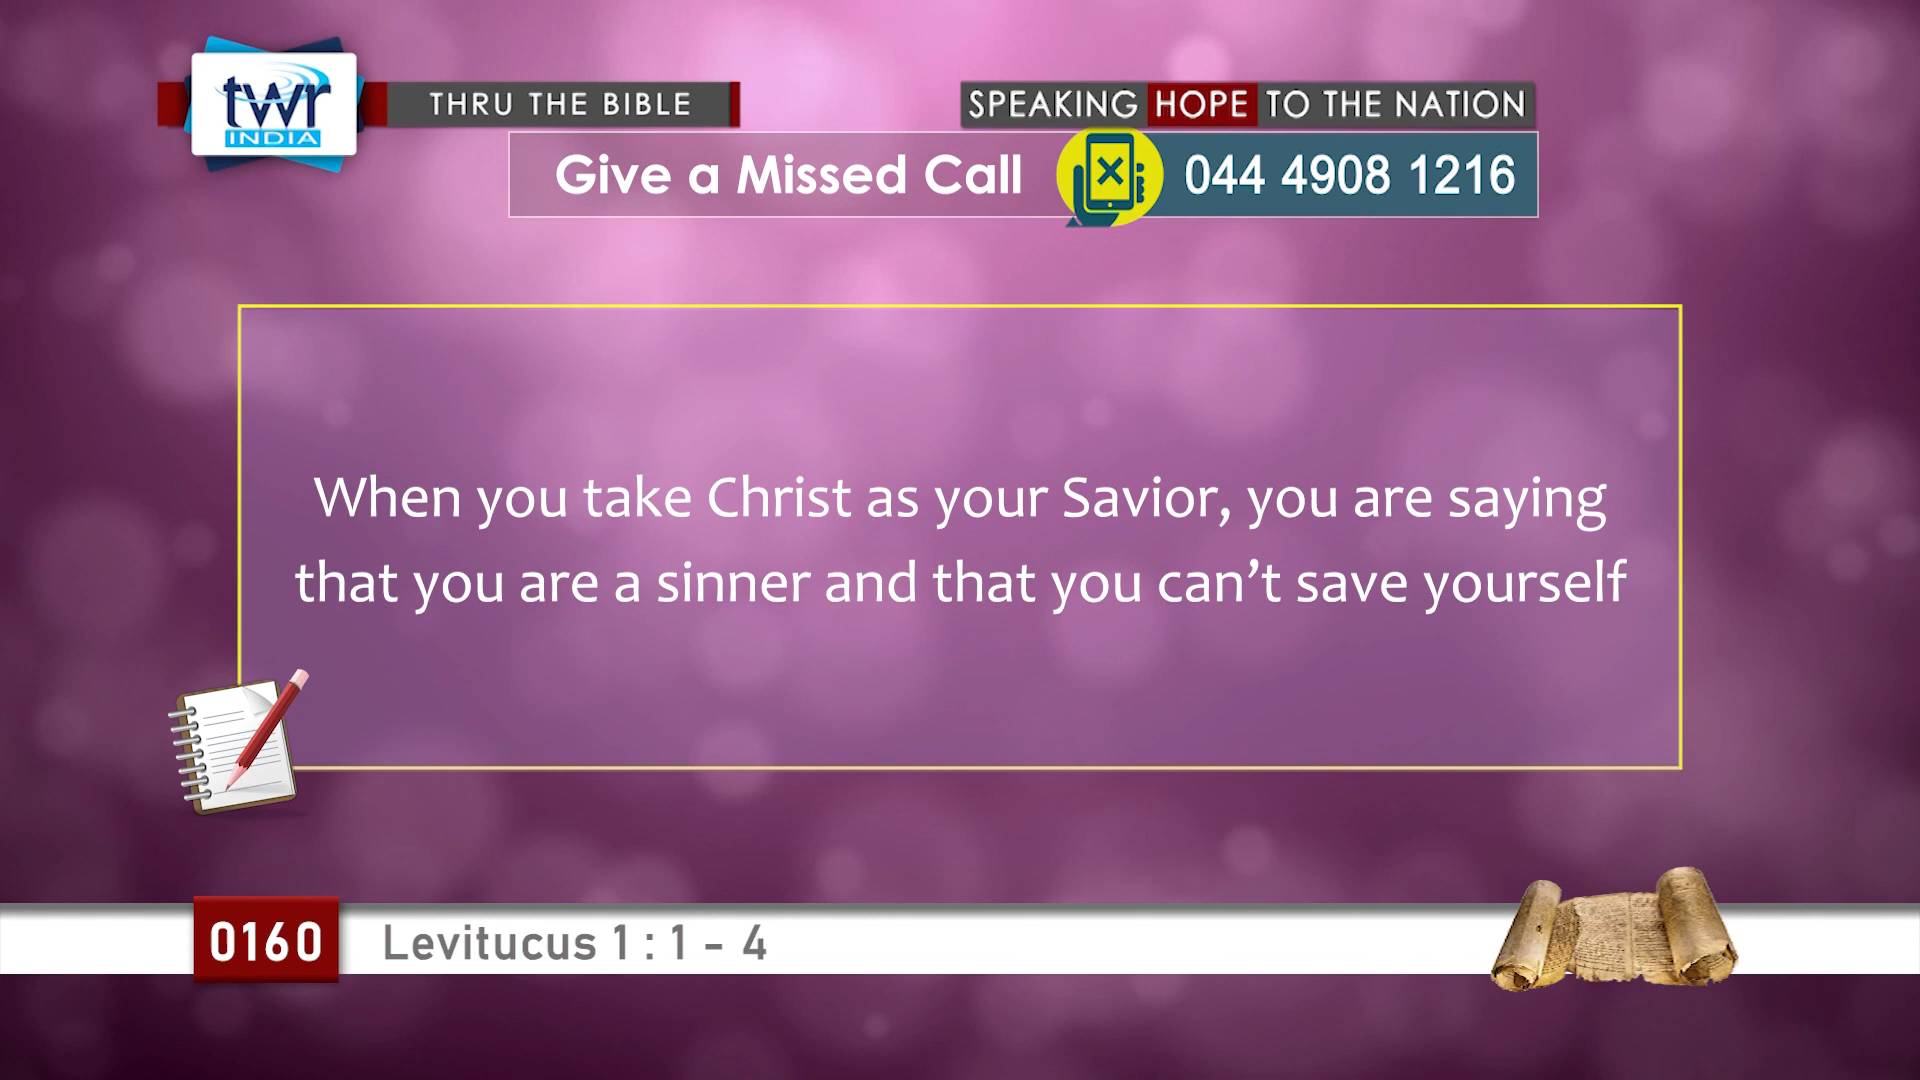 twr
INDIA
THRU THE BIBLE
SPEAKING HOPE TO THE NATION
Give a Missed Call
044 4908 1216
When you take Christ as your Savior, you are saying
that you are a sinner and that you can’t save yourself
0160
Levitucus 1 : 1 - 4